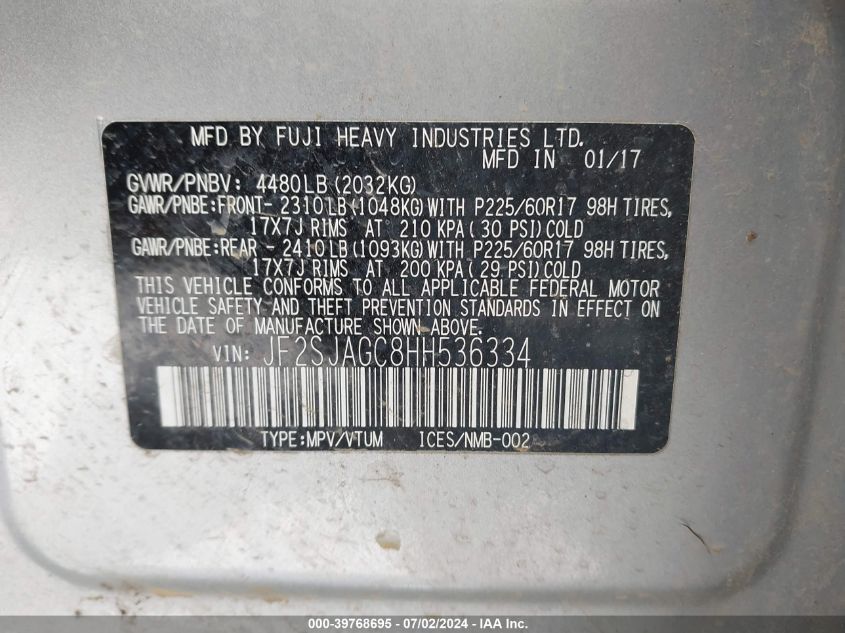 MFD BY FUJI HEAVY INDUSTRIES LTD.
MFD IN 01/17
GVWR/PNBV: 4480LB(2032KG)
GAWR/PNBE:FRONT- 2310LB(1048KG)WITH P225/60R17 98H TIRES,
17X7J RIMS AT 210 KPA(30 PSI)COLD
GAWR/PNBE:REAR - 2410LB(1093KG)WITH P225/60R17 98H TIRES,
17X7J RIMS AT 200 KPA(29 PSI)COLD
THIS VEHICLE CONFORMS TO ALL APPLICABLE FEDERAL MOTOR
VEHICLE SAFETY AND THEFT PREVENTION STANDARDS IN EFFECT ON
THE DATE OF MANUFACTURE SHOWN ABOVE.
VIN: JF2SJAGC8HH536334
TYPE:MPV/VTUM ICES/NMB-002
000-39768695 - 07/02/2024 - IAA Inc.